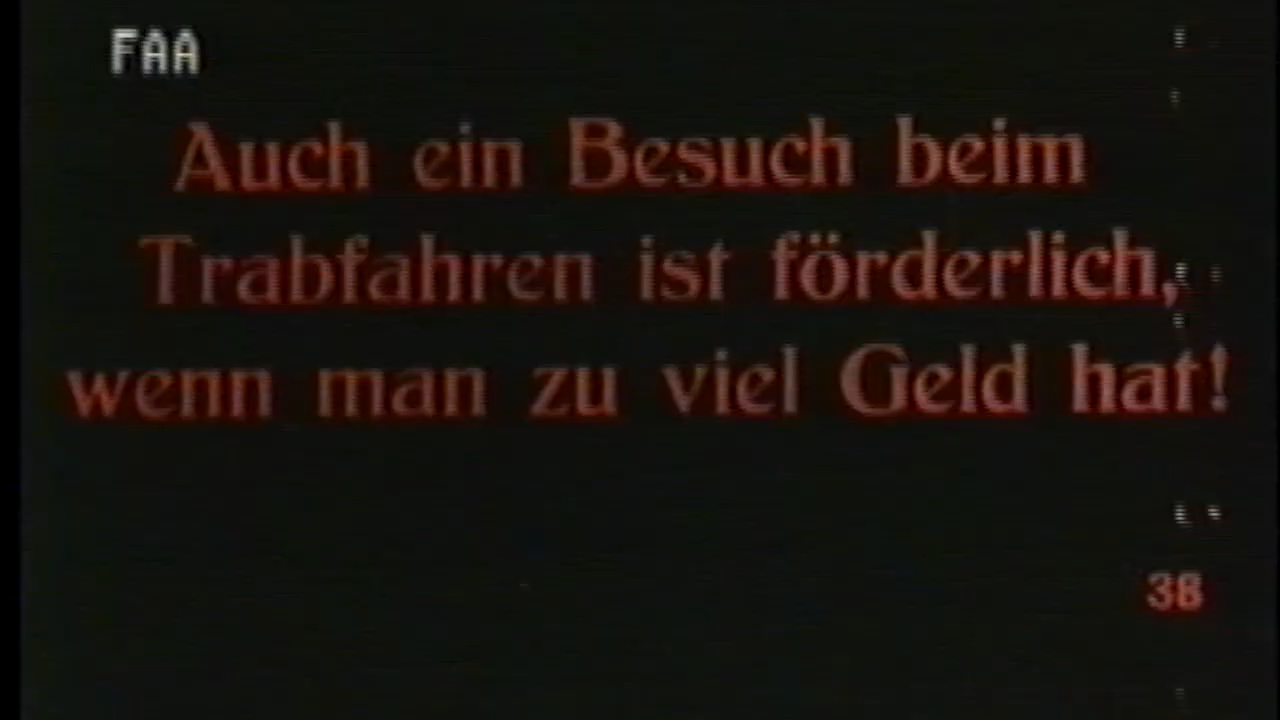 FAA
Auch ein Besuch beim
Trabfahren ist förderlich,
wenn man zu viel Geld hat!
38